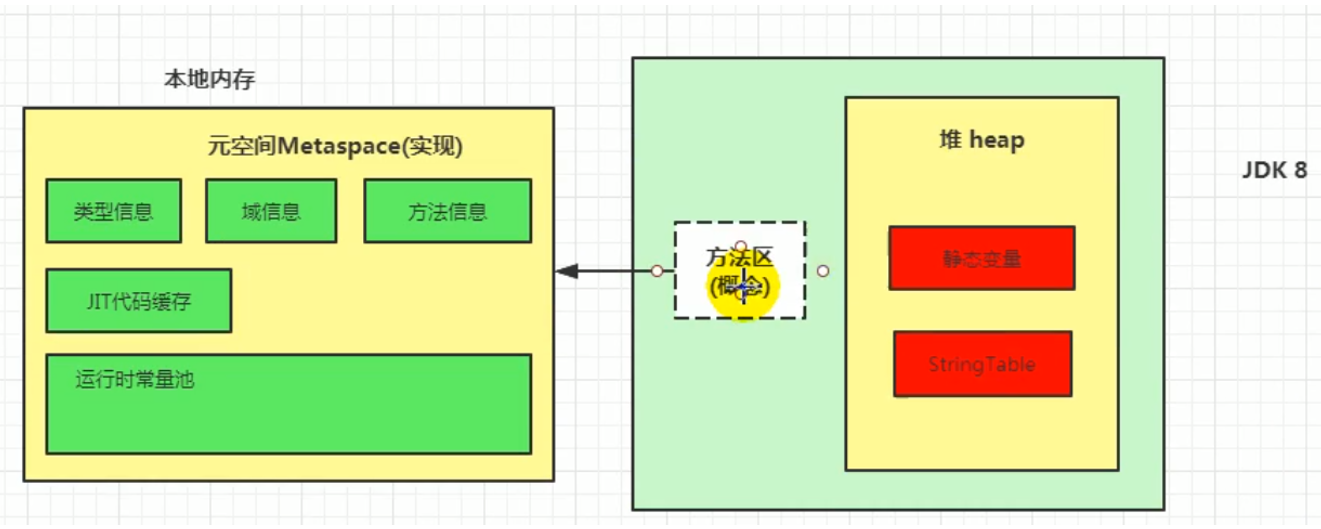 本地内存
元空间Metaspace(实现)
类型信息
域信息
方法信息
JIT代码缓存
运行时常量池
方法区
(概念)
堆 heap
静态变量
StringTable
JDK 8